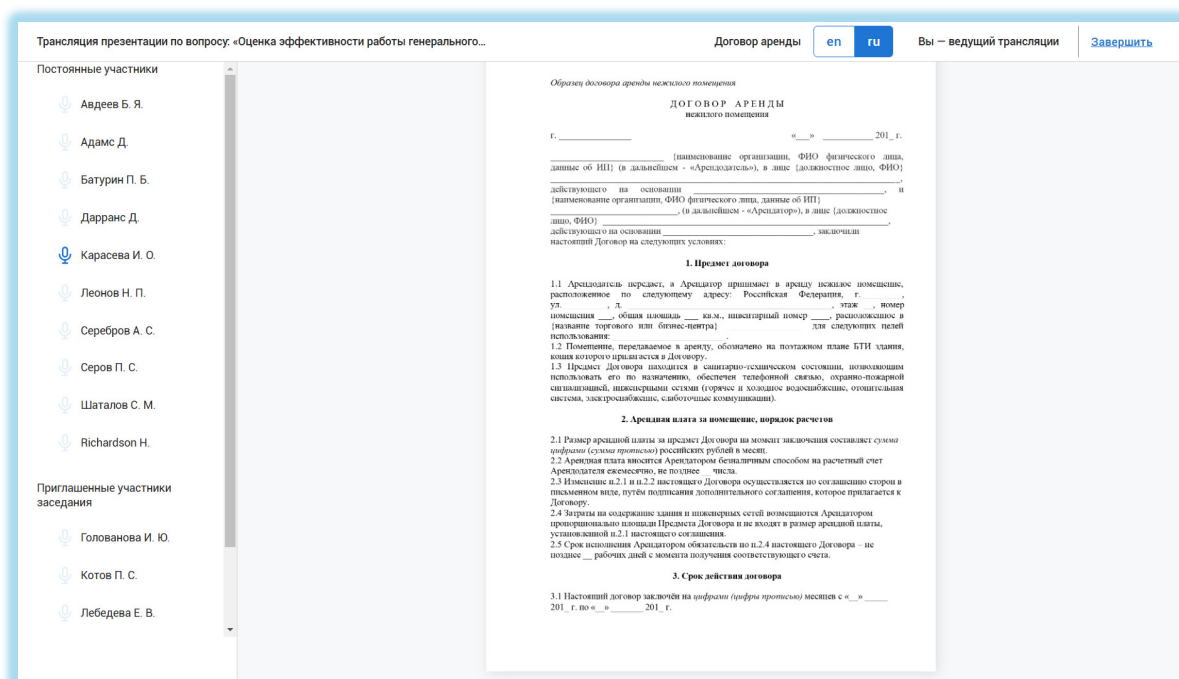 Трансляция презентации по вопросу: «Оценка эффективности работы генерального...
Договор аренды
en
ru
Вы — ведущий трансляции
Завершить
Постоянные участники
Авдеев Б. Я.
Адамс Д.
Батурин П. Б.
Дарранс Д.
Карасева И. О.
Леонов Н. П.
Серебров А. С.
Серов П. С.
Шаталов С. М.
Richardson H.
Приглашенные участники
заседания
Голованова И. Ю.
Котов П. С.
Лебедева Е. В.
Образец договора аренды нежилого помещения
ДОГОВОР АРЕНДЫ
нежилого помещения
г. ________________ «___» ___________ 201_ г.
_________________________ {наименование организации, ФИО физического лица,
данные об ИП} (в дальнейшем - «Арендодатель»), в лице {должностное лицо, ФИО}
______________________________________________________________________________,
действующего на основании __________________________________________, и
{наименование организации, ФИО физического лица, данные об ИП}
____________________________, (в дальнейшем - «Арендатор»), в лице {должностное
лицо, ФИО} _______________________________________________________________,
действующего на основании _________________________________, заключили
настоящий Договор на следующих условиях:
1. Предмет договора
1.1 Арендодатель передает, а Арендатор принимает в аренду нежилое помещение,
расположенное по следующему адресу: Российская Федерация, г. _________,
ул. _________, д. ____, этаж __, номер
помещения ___, общая площадь ___ кв.м., инвентарный номер ____, расположенное в
{название торгового или бизнес-центра} ____________________ для следующих целей
использования: _________________________.
1.2 Помещение, передаваемое в аренду, обозначено на поэтажном плане БТИ здания,
копия которого прилагается в Договору.
1.3 Предмет Договора находится в санитарно-техническом состоянии, позволяющим
использовать его по назначению, обеспечен телефонной связью, охранно-пожарной
сигнализацией, инженерными сетями (горячее и холодное водоснабжение, отопительная
система, электроснабжение, слаботочные коммуникации).
2. Арендная плата за помещение, порядок расчетов
2.1 Размер арендной платы за предмет Договора на момент заключения составляет сумма
цифрами (сумма прописью) российских рублей в месяц.
2.2 Арендная плата вносится Арендатором безналичным способом на расчетный счет
Арендодателя ежемесячно, не позднее __ числа.
2.3 Изменение п.2.1 и п.2.2 настоящего Договора осуществляется по соглашению сторон в
письменном виде, путём подписания дополнительного соглашения, которое прилагается к
Договору.
2.4 Затраты на содержание здания и инженерных сетей возмещаются Арендатором
пропорционально площади Предмета Договора и не входят в размер арендной платы,
установленной п.2.1 настоящего соглашения.
2.5 Срок исполнения Арендатором обязательств по п.2.4 настоящего Договора – не
позднее __ рабочих дней с момента получения соответствующего счета.
3. Срок действия договора
3.1 Настоящий договор заключён на цифрами (цифры прописью) месяцев с «__» _____
201_ г. по «__» _______ 201_ г.